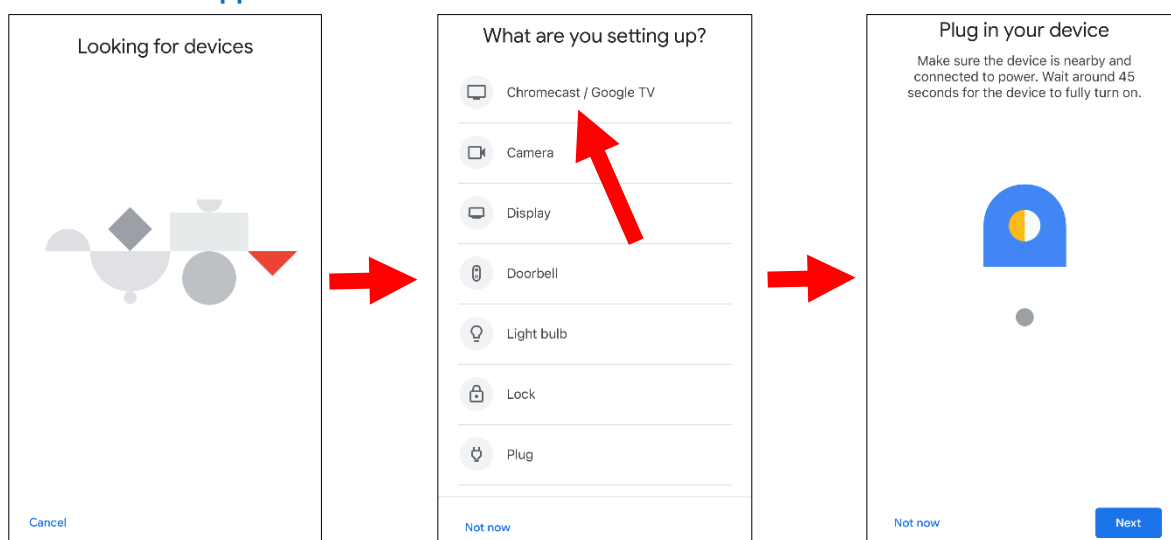 Looking for devices
Cancel
What are you setting up?
Chromecast / Google TV
Camera
Display
Doorbell
Light bulb
Lock
Plug
Not now
Plug in your device
Make sure the device is nearby and
connected to power. Wait around 45
seconds for the device to fully turn on.
Not now
Next